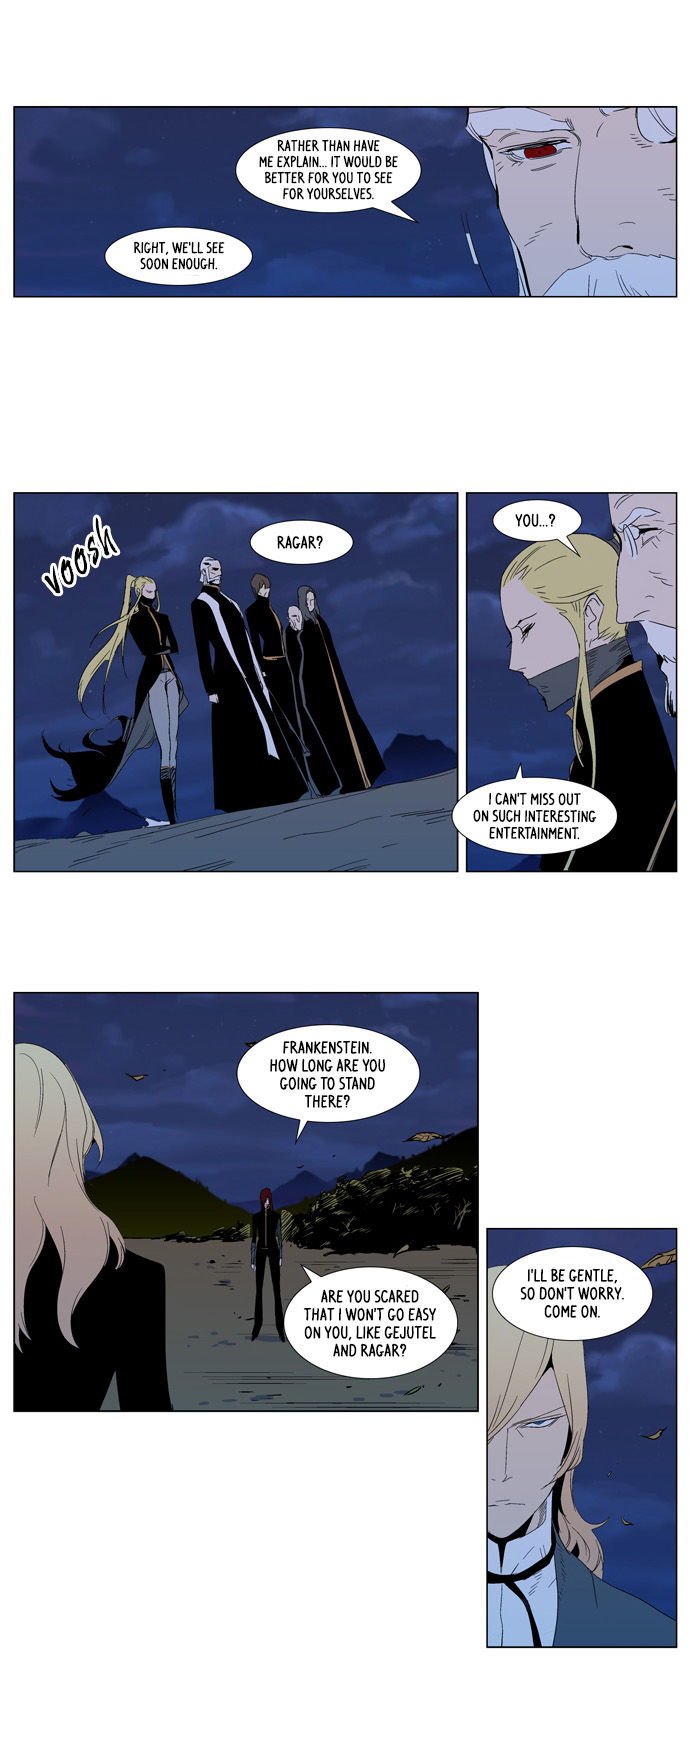 RATHER THAN HAVE
ME EXPLAIN... IT WOULD BE
BETTER FOR YOU TO SEE
FOR YOURSELVES.
RIGHT, WE'LL SEE
SOON ENOUGH.
voosh
RAGAR?
YOU...?
I CAN'T MISS OUT
ON SUCH INTERESTING
ENTERTAINMENT.
FRANKENSTEIN.
HOW LONG ARE YOU
GOING TO STAND
THERE?
ARE YOU SCARED
THAT I WON'T GO EASY
ON YOU, LIKE GEJUTEL
AND RAGAR?
I'LL BE GENTLE,
SO DON'T WORRY.
COME ON.